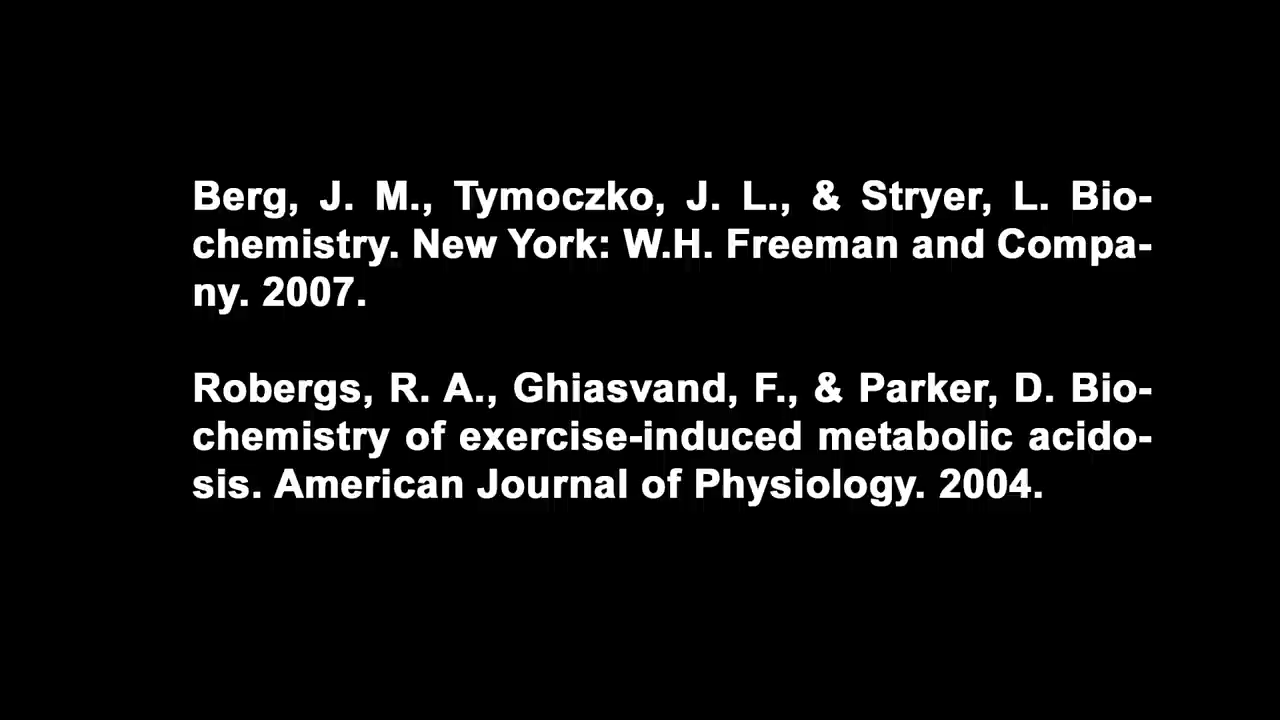 Berg, J. M., Tymoczko, J. L., & Stryer, L. Bio-
chemistry. New York: W.H. Freeman and Compa-
ny. 2007.
Robergs, R. A., Ghiasvand, F., & Parker, D. Bio-
chemistry of exercise-induced metabolic acido-
sis. American Journal of Physiology. 2004.